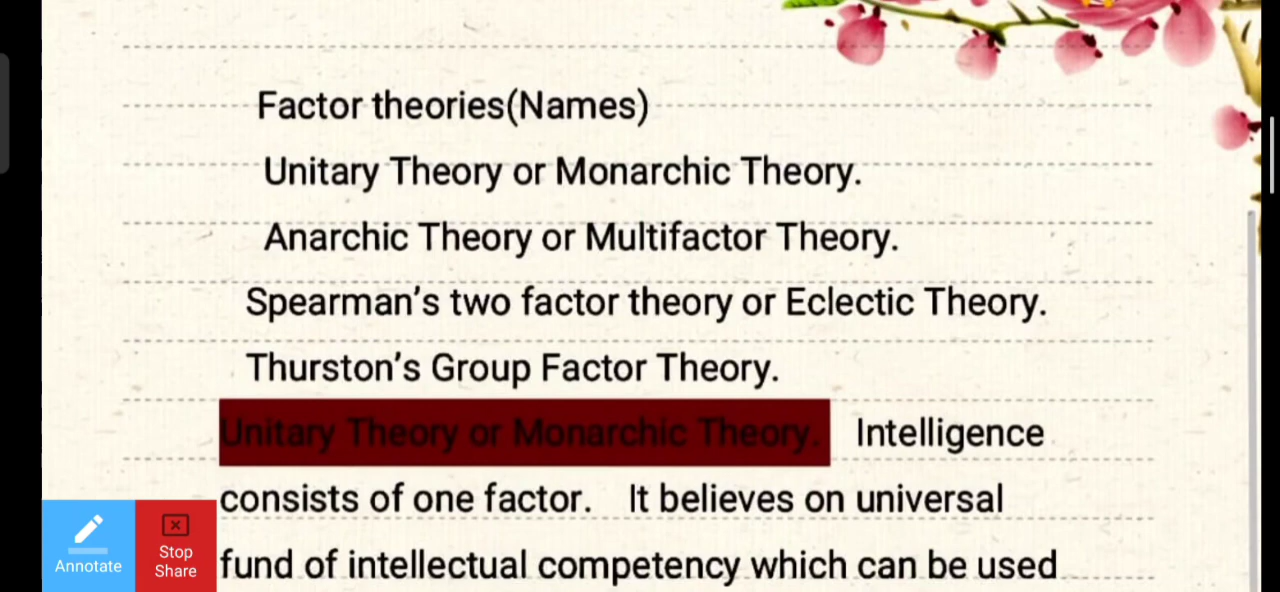 Factor theories(Names)
Unitary Theory or Monarchic Theory.
Anarchic Theory or Multifactor Theory.
Spearman’s two factor theory or Eclectic Theory.
Thurston’s Group Factor Theory.
Unitary Theory or Monarchic Theory. Intelligence
consists of one factor. It believes on universal
fund of intellectual competency which can be used
Annotate
Stop
Share